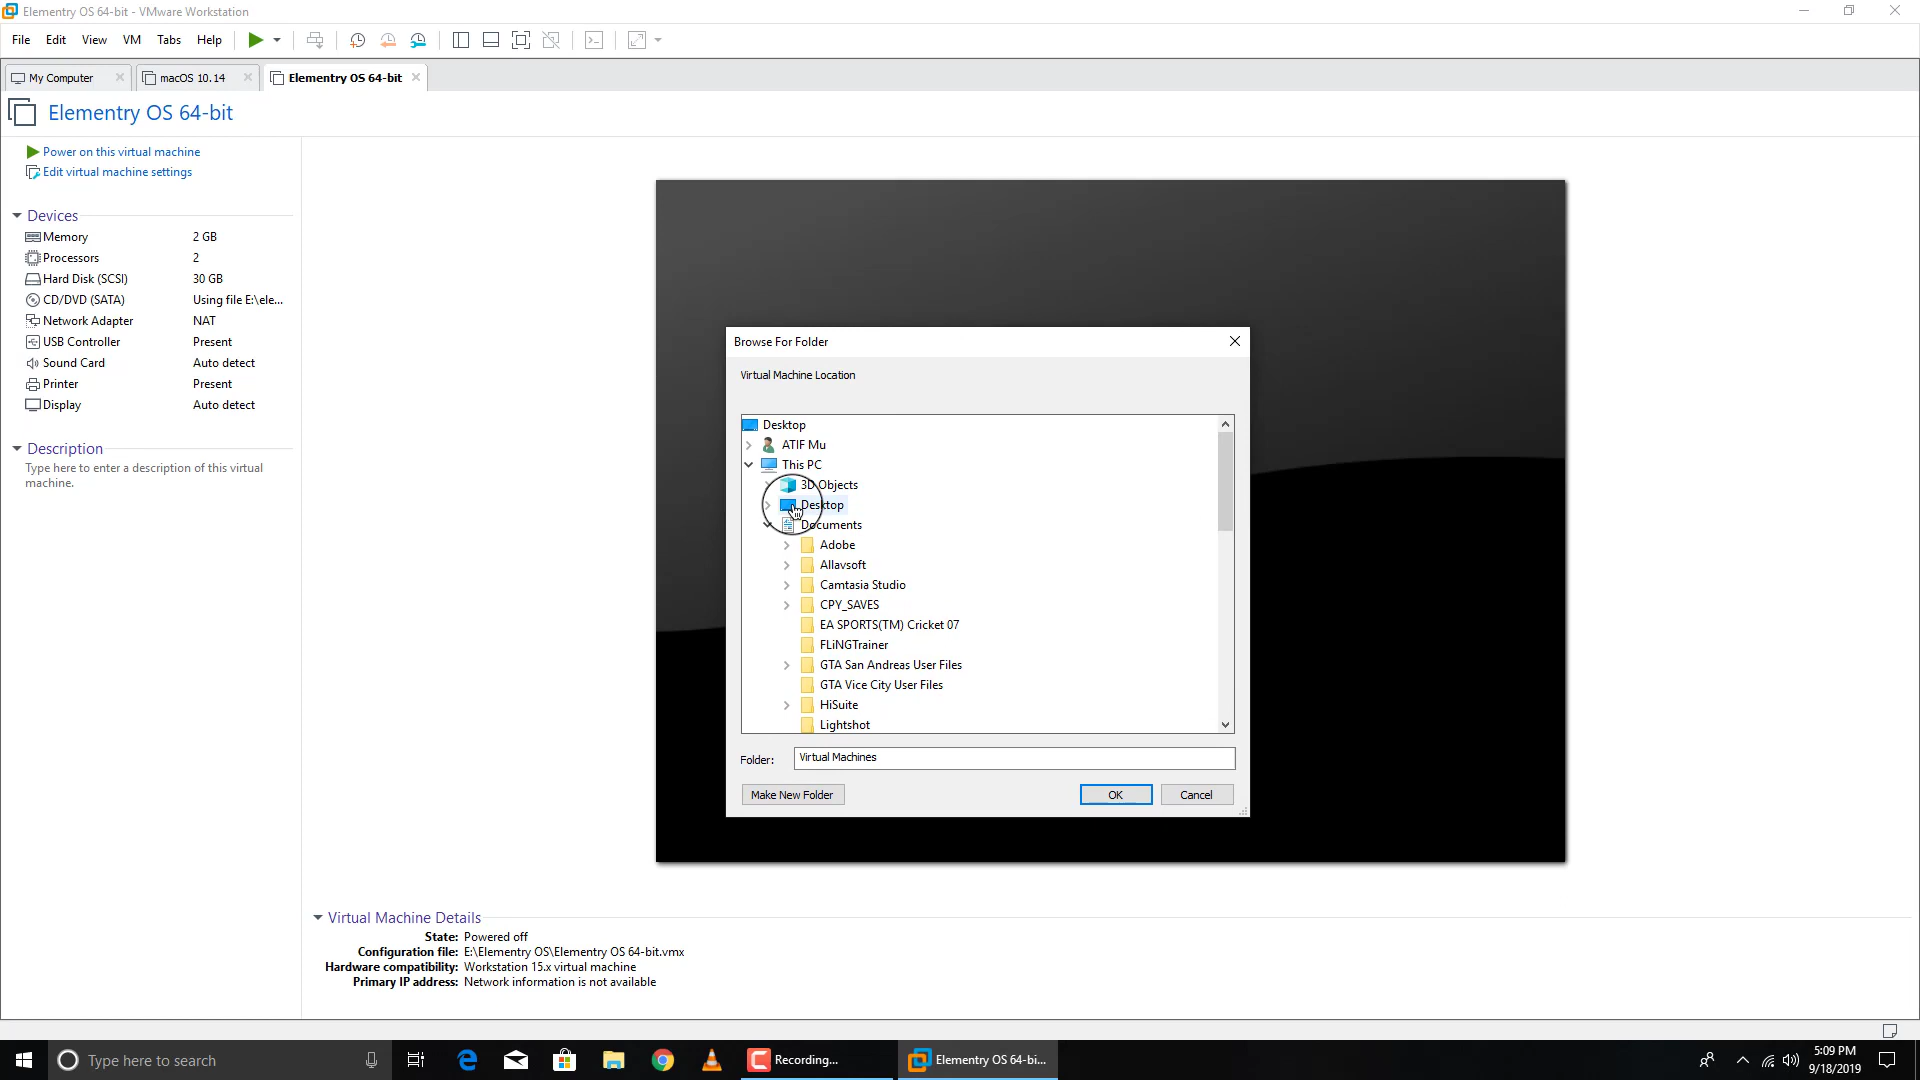 Elementry OS 64-bit - VMware Workstation
File Edit View VM Tabs Help
My Computer macOS 10.14 Elementry OS 64-bit
Elementry OS 64-bit
Power on this virtual machine
Edit virtual machine settings
Devices
Memory 2 GB
Processors 2
Hard Disk (SCSI) 30 GB
CD/DVD (SATA) Using file E:\ele...
Network Adapter NAT
USB Controller Present
Sound Card Auto detect
Printer Present
Display Auto detect
Description
Type here to enter a description of this virtual
machine.
Browse For Folder
Virtual Machine Location
Desktop
ATIF Mu
This PC
3D Objects
Desktop
Documents
Adobe
Allavsoft
Camtasia Studio
CPY_SAVES
EA SPORTS(TM) Cricket 07
FLiNGTrainer
GTA San Andreas User Files
GTA Vice City User Files
HiSuite
Lightshot
Folder: Virtual Machines
Make New Folder OK Cancel
Virtual Machine Details
State: Powered off
Configuration file: E:\Elementry OS\Elementry OS 64-bit.vmx
Hardware compatibility: Workstation 15.x virtual machine
Primary IP address: Network information is not available
Type here to search Recording... Elementry OS 64-bi... 5:09 PM
9/18/2019